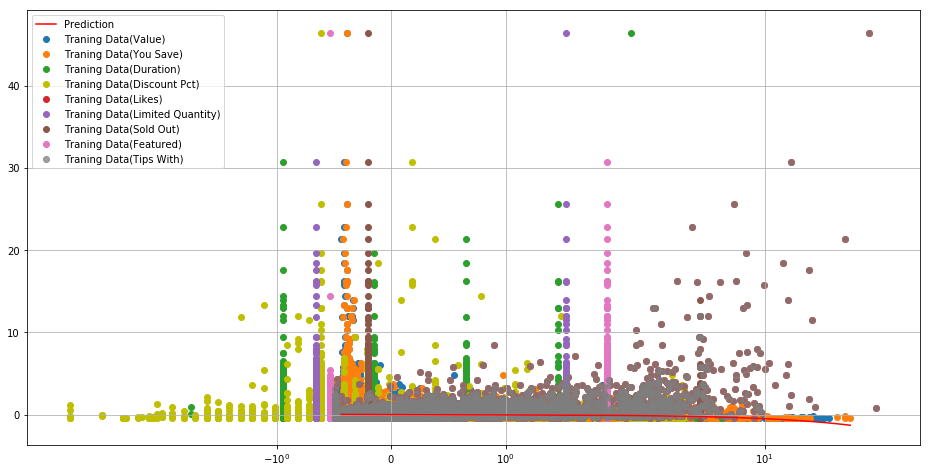 Prediction
Traning Data(Value)
Traning Data(You Save)
Traning Data(Duration)
Traning Data(Discount Pct)
Traning Data(Likes)
Traning Data(Limited Quantity)
Traning Data(Sold Out)
Traning Data(Featured)
Traning Data(Tips With)
40
30
20
10
0
−10⁰ 0 10⁰ 10¹